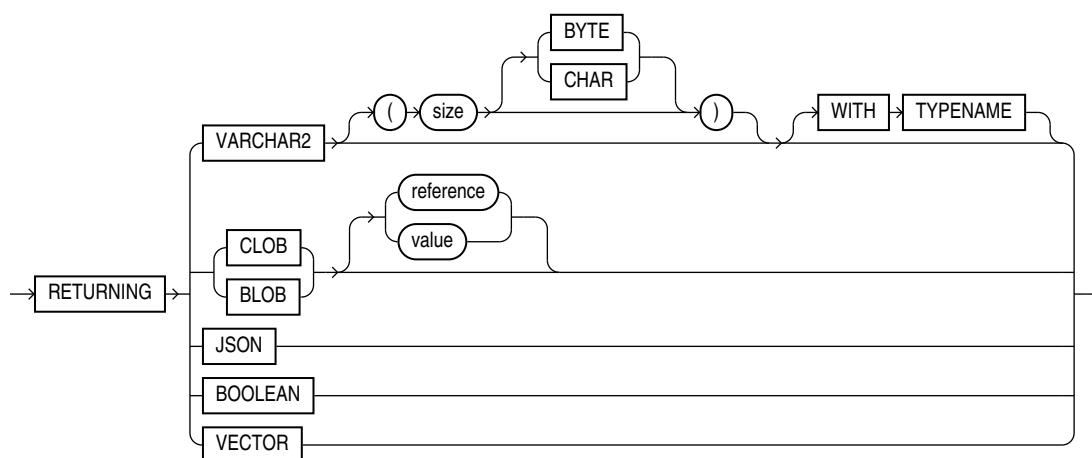 BYTE
CHAR
( size )
WITH TYPENAME
VARCHAR2
reference
value
CLOB
BLOB
RETURNING
JSON
BOOLEAN
VECTOR